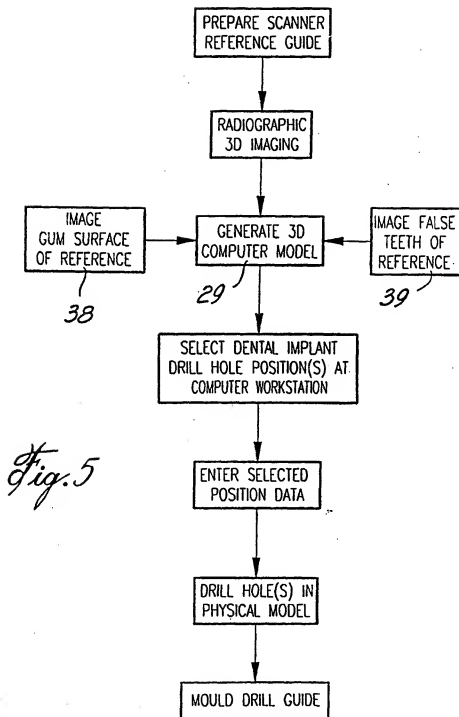 PREPARE SCANNER
REFERENCE GUIDE
RADIOGRAPHIC
3D IMAGING
IMAGE
GUM SURFACE
OF REFERENCE
38
GENERATE 3D
COMPUTER MODEL
29
IMAGE FALSE
TEETH OF
REFERENCE
39
SELECT DENTAL IMPLANT
DRILL HOLE POSITION(S) AT
COMPUTER WORKSTATION
Fig. 5
ENTER SELECTED
POSITION DATA
DRILL HOLE(S) IN
PHYSICAL MODEL
MOULD DRILL GUIDE